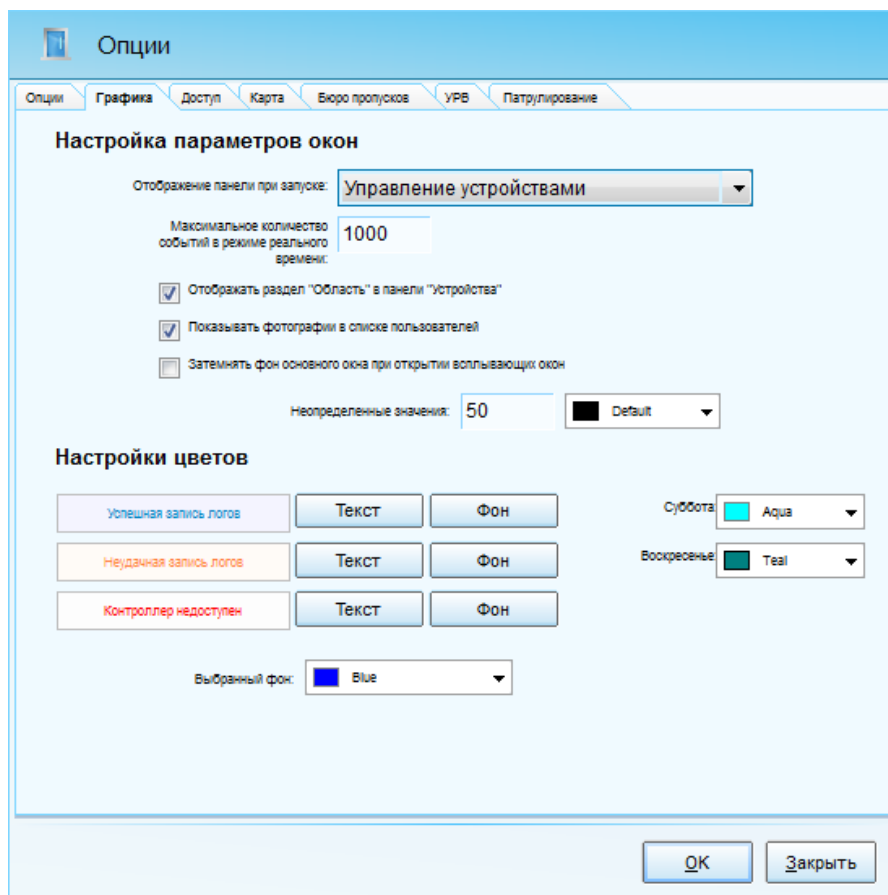 Опции
Опции Графика Доступ Карта Бюро пропусков УРВ Патрулирование
Настройка параметров окон
Отображение панели при запуске: Управление устройствами
Максимальное количество
событий в режиме реального
времени:
1000
Отображать раздел "Область" в панели "Устройства"
Показывать фотографии в списке пользователей
Затемнять фон основного окна при открытии всплывающих окон
Неопределенные значения: 50 Default
Настройки цветов
Успешная запись логов Текст Фон Суббота Aqua
Неудачная запись логов Текст Фон Воскресенье Teal
Контроллер недоступен Текст Фон
Выбранный фон: Blue
OK Закрыть